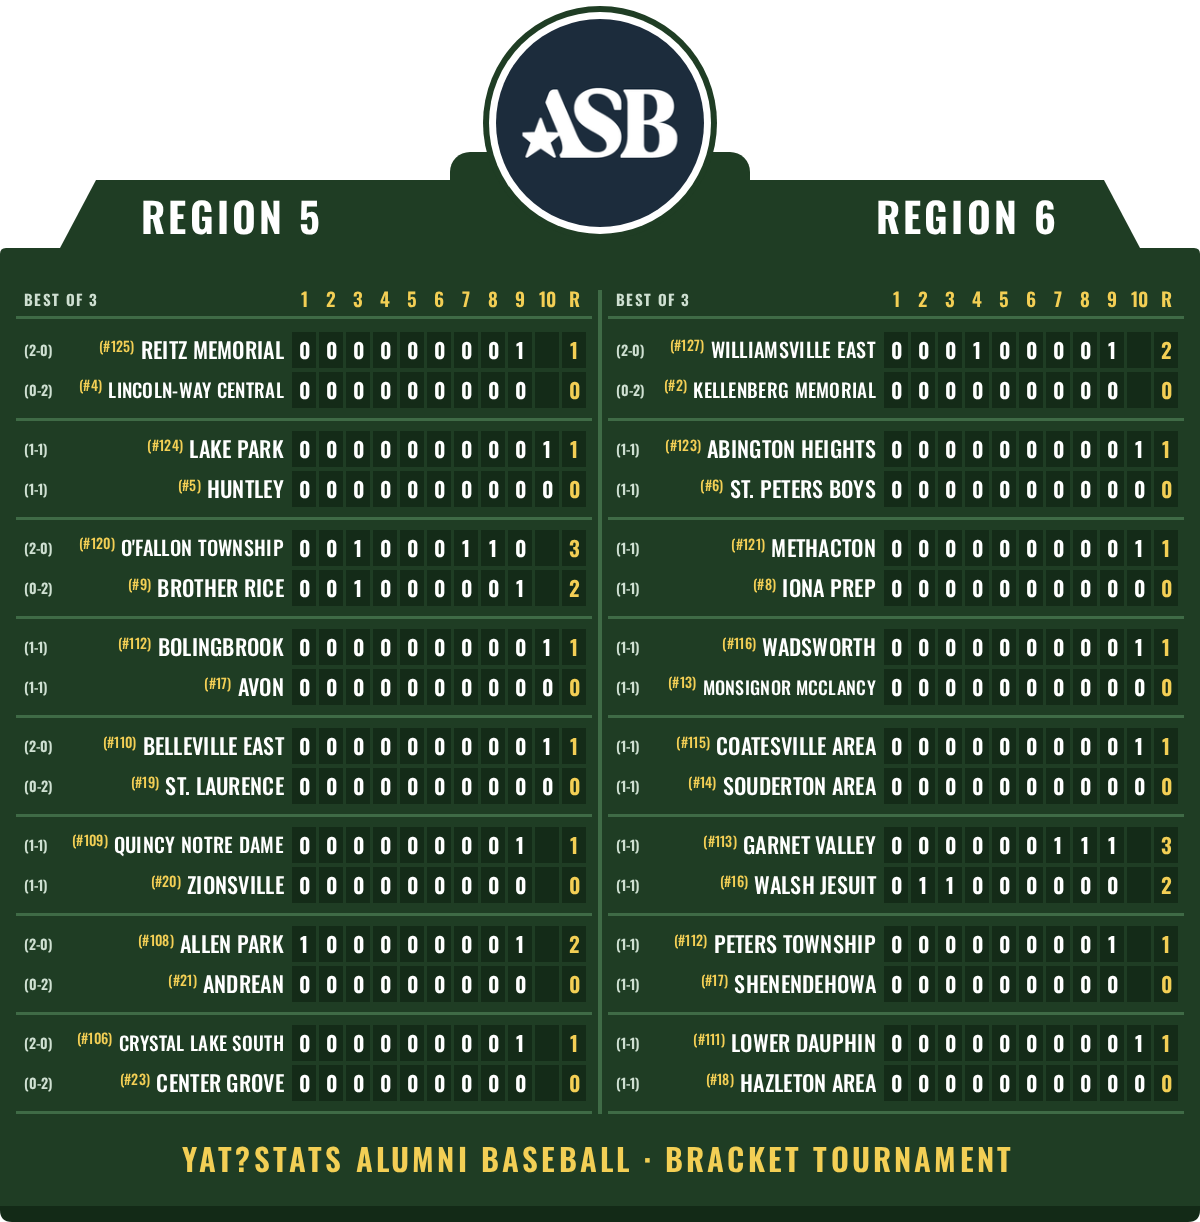 ASB
REGION 5
REGION 6
BEST OF 3 1 2 3 4 5 6 7 8 9 10 R
(2-0) (#125) REITZ MEMORIAL 0 0 0 0 0 0 0 0 1 1
(0-2) (#4) LINCOLN-WAY CENTRAL 0 0 0 0 0 0 0 0 0 0
(1-1) (#124) LAKE PARK 0 0 0 0 0 0 0 0 0 1 1
(1-1) (#5) HUNTLEY 0 0 0 0 0 0 0 0 0 0 0
(2-0) (#120) O'FALLON TOWNSHIP 0 0 1 0 0 0 1 1 0 3
(0-2) (#9) BROTHER RICE 0 0 1 0 0 0 0 0 1 2
(1-1) (#112) BOLINGBROOK 0 0 0 0 0 0 0 0 0 1 1
(1-1) (#17) AVON 0 0 0 0 0 0 0 0 0 0 0
(2-0) (#110) BELLEVILLE EAST 0 0 0 0 0 0 0 0 0 1 1
(0-2) (#19) ST. LAURENCE 0 0 0 0 0 0 0 0 0 0 0
(1-1) (#109) QUINCY NOTRE DAME 0 0 0 0 0 0 0 0 1 1
(1-1) (#20) ZIONSVILLE 0 0 0 0 0 0 0 0 0 0
(2-0) (#108) ALLEN PARK 1 0 0 0 0 0 0 0 1 2
(0-2) (#21) ANDREAN 0 0 0 0 0 0 0 0 0 0
(2-0) (#106) CRYSTAL LAKE SOUTH 0 0 0 0 0 0 0 0 1 1
(0-2) (#23) CENTER GROVE 0 0 0 0 0 0 0 0 0 0
BEST OF 3 1 2 3 4 5 6 7 8 9 10 R
(2-0) (#127) WILLIAMSVILLE EAST 0 0 0 1 0 0 0 0 1 2
(0-2) (#2) KELLENBERG MEMORIAL 0 0 0 0 0 0 0 0 0 0
(1-1) (#123) ABINGTON HEIGHTS 0 0 0 0 0 0 0 0 0 1 1
(1-1) (#6) ST. PETERS BOYS 0 0 0 0 0 0 0 0 0 0 0
(1-1) (#121) METHACTON 0 0 0 0 0 0 0 0 0 1 1
(1-1) (#8) IONA PREP 0 0 0 0 0 0 0 0 0 0 0
(1-1) (#116) WADSWORTH 0 0 0 0 0 0 0 0 0 1 1
(1-1) (#13) MONSIGNOR MCCLANCY 0 0 0 0 0 0 0 0 0 0 0
(1-1) (#115) COATESVILLE AREA 0 0 0 0 0 0 0 0 0 1 1
(1-1) (#14) SOUDERTON AREA 0 0 0 0 0 0 0 0 0 0 0
(1-1) (#113) GARNET VALLEY 0 0 0 0 0 0 1 1 1 3
(1-1) (#16) WALSH JESUIT 0 1 1 0 0 0 0 0 0 2
(1-1) (#112) PETERS TOWNSHIP 0 0 0 0 0 0 0 0 1 1
(1-1) (#17) SHENENDEHOWA 0 0 0 0 0 0 0 0 0 0
(1-1) (#111) LOWER DAUPHIN 0 0 0 0 0 0 0 0 0 1 1
(1-1) (#18) HAZLETON AREA 0 0 0 0 0 0 0 0 0 0 0
YAT?STATS ALUMNI BASEBALL · BRACKET TOURNAMENT